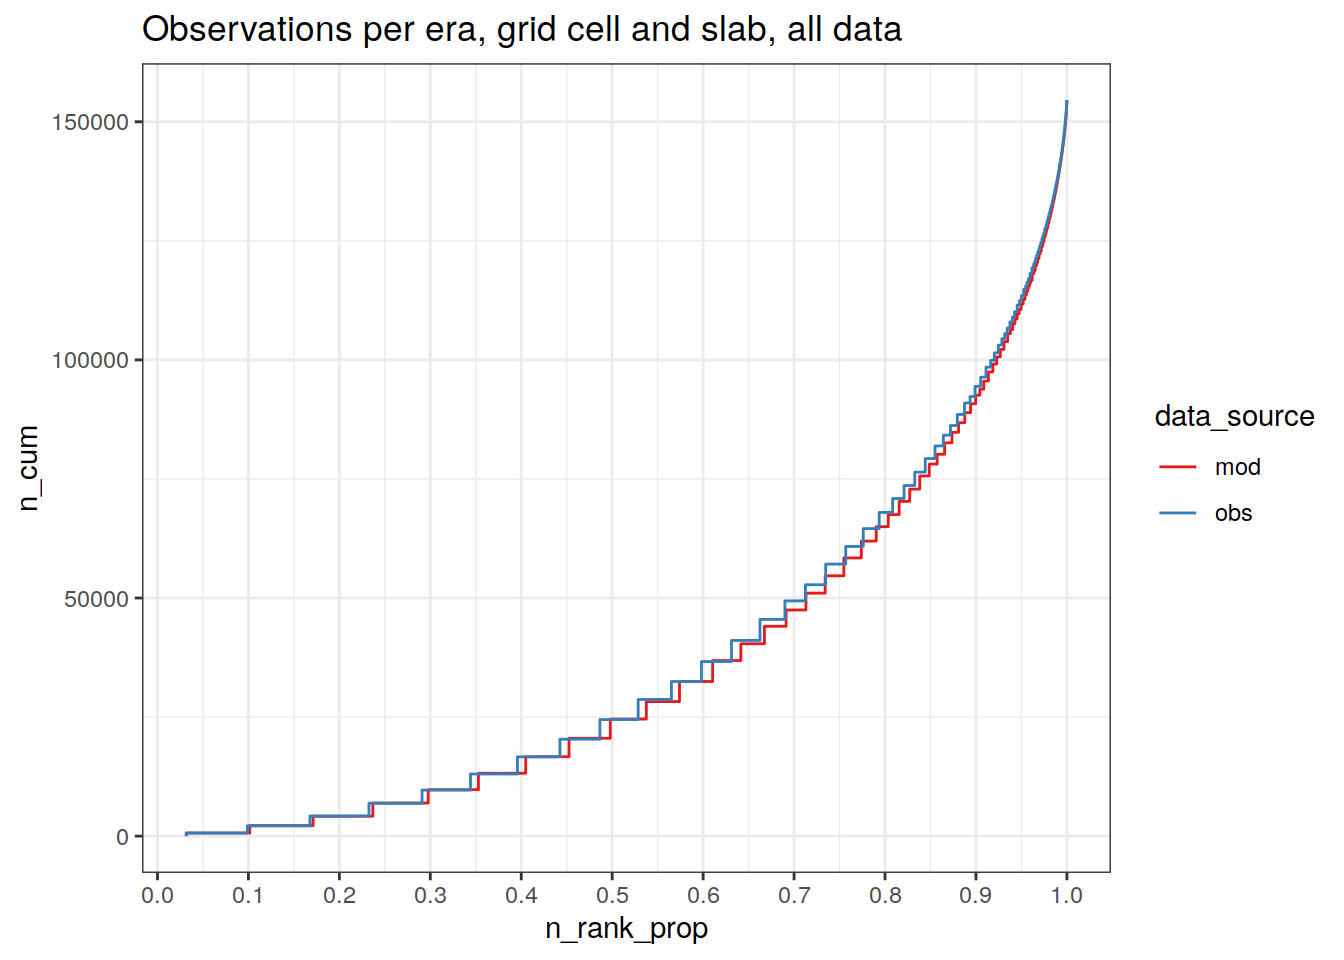 Observations per era, grid cell and slab, all data
150000
100000
50000
0
n_cum
0.0 0.1 0.2 0.3 0.4 0.5 0.6 0.7 0.8 0.9 1.0
n_rank_prop
data_source
mod
obs